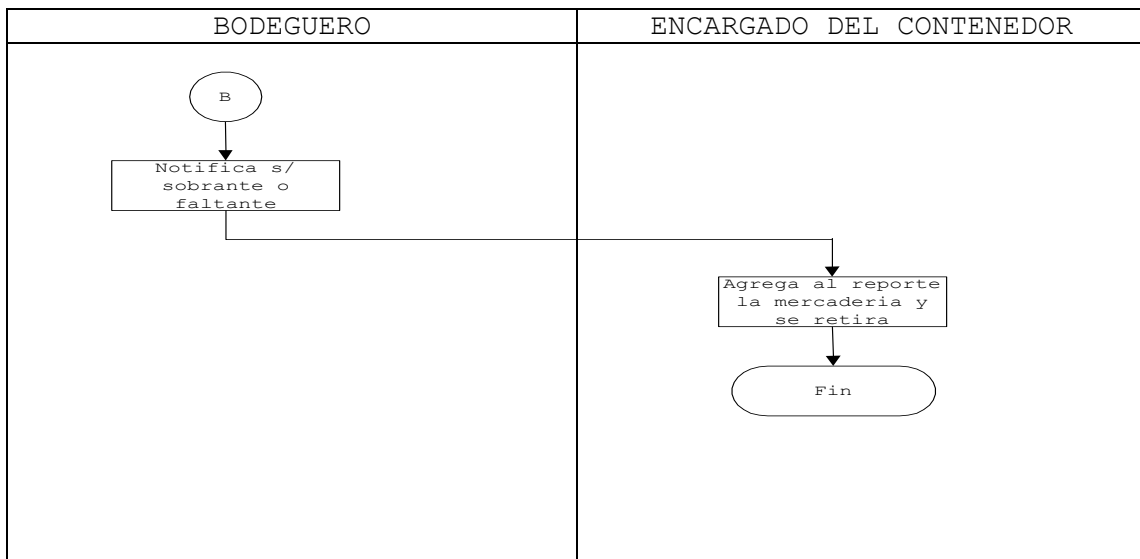 BODEGUERO
ENCARGADO DEL CONTENEDOR
B
Notifica s/
sobrante o
faltante
Agrega al reporte
la mercaderia y
se retira
Fin